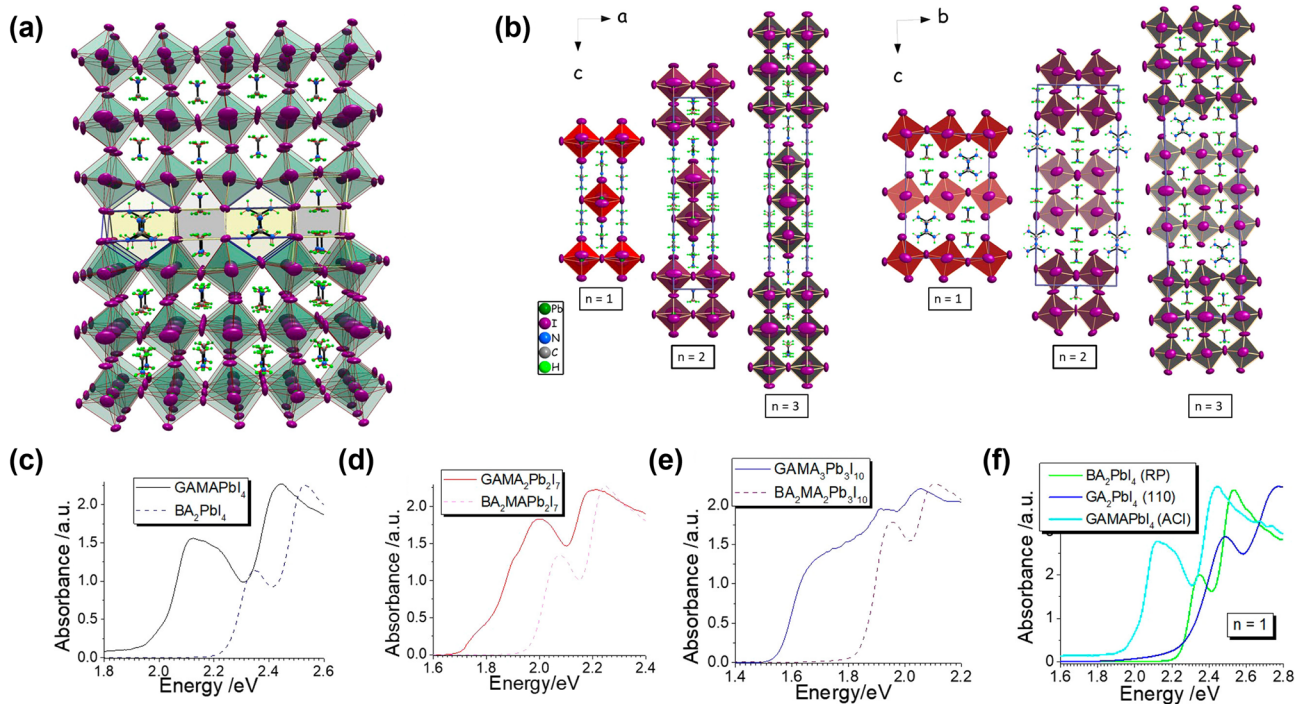 (a)
(b)
a
c
b
c
Pb
I
N
C
H
n = 1
n = 2
n = 3
n = 1
n = 2
n = 3
(c)
GAMAPbI₄
BA₂PbI₄
2.0
1.5
1.0
0.5
0.0
Absorbance /a.u.
1.8 2.0 2.2 2.4 2.6
Energy /eV
(d)
GAMA₂Pb₂I₇
BA₂MAPb₂I₇
2.0
1.5
1.0
0.5
0.0
Absorbance /a.u.
1.6 1.8 2.0 2.2 2.4
Energy/eV
(e)
GAMA₃Pb₃I₁₀
BA₂MA₂Pb₃I₁₀
2.0
1.5
1.0
0.5
0.0
Absorbance /a.u.
1.4 1.6 1.8 2.0 2.2
Energy/eV
(f)
BA₂PbI₄ (RP)
GA₂PbI₄ (110)
GAMAPbI₄ (ACI)
2
1
0
Absorbance /a.u.
n = 1
1.6 1.8 2.0 2.2 2.4 2.6 2.8
Energy /eV